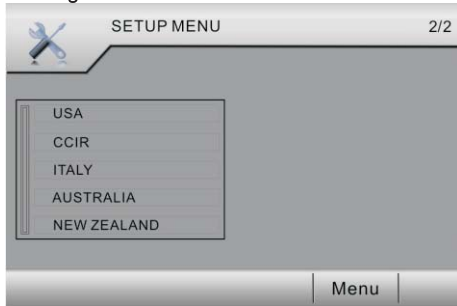 SETUP MENU 2/2
USA
CCIR
ITALY
AUSTRALIA
NEW ZEALAND
Menu